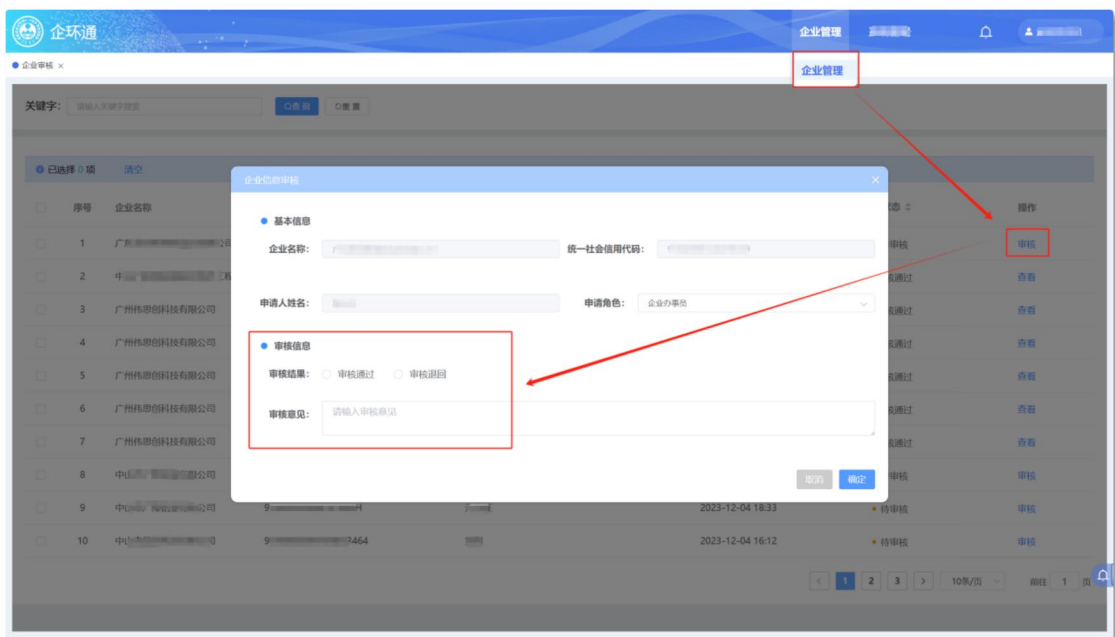 企环通
企业管理
企业审核 ×
企业管理
关键字: 请输入关键字搜索 查询 重置
已选择 0 项 清空
企业信息审核 ×
序号 企业名称 操作
基本信息
1 审核
企业名称: 统一社会信用代码:
2 查看
申请人姓名: 申请角色: 企业办事员
3 广州伟思创科技有限公司 查看
审核信息
4 广州伟思创科技有限公司 查看
审核结果: 审核通过 审核退回
5 广州伟思创科技有限公司 查看
审核意见: 请输入审核意见
6 广州伟思创科技有限公司 查看
7 广州伟思创科技有限公司 查看
8 审核
取消 确定
9 2023-12-04 18:33 待审核 审核
10 2023-12-04 16:12 待审核 审核
1 2 3 10条/页 前往 1 页